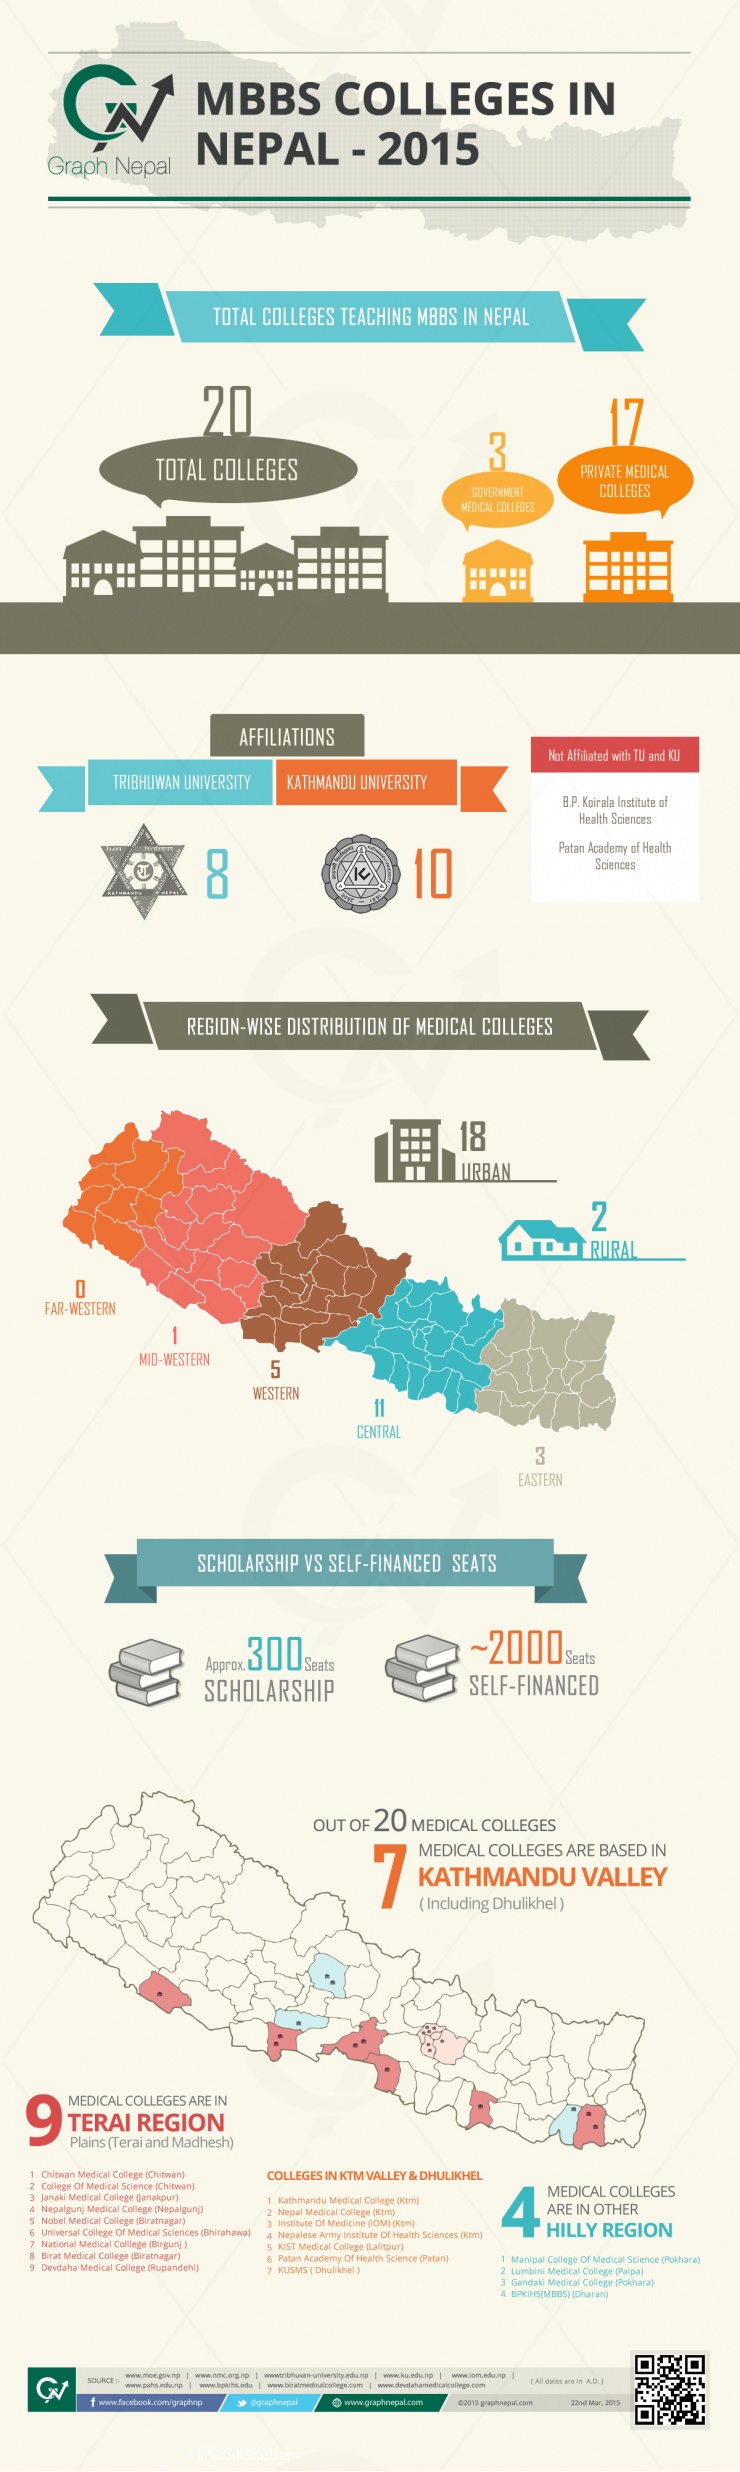 Graph Nepal
MBBS COLLEGES IN
NEPAL - 2015
TOTAL COLLEGES TEACHING MBBS IN NEPAL
20
TOTAL COLLEGES
3
GOVERNMENT
MEDICAL COLLEGES
17
PRIVATE MEDICAL
COLLEGES
AFFILIATIONS
TRIBHUWAN UNIVERSITY
KATHMANDU UNIVERSITY
8
10
Not Affiliated with TU and KU
B.P. Koirala Institute of
Health Sciences
Patan Academy of Health
Sciences
REGION-WISE DISTRIBUTION OF MEDICAL COLLEGES
18
URBAN
2
RURAL
0
FAR-WESTERN
1
MID-WESTERN
5
WESTERN
11
CENTRAL
3
EASTERN
SCHOLARSHIP VS SELF-FINANCED SEATS
Approx. 300 Seats
SCHOLARSHIP
~2000 Seats
SELF-FINANCED
OUT OF 20 MEDICAL COLLEGES
7 MEDICAL COLLEGES ARE BASED IN
KATHMANDU VALLEY
( Including Dhulikhel )
9 MEDICAL COLLEGES ARE IN
TERAI REGION
Plains (Terai and Madhesh)
1 Chitwan Medical College (Chitwan)
2 College Of Medical Science (Chitwan)
3 Janaki Medical College (Janakpur)
4 Nepalgunj Medical College (Nepalgunj)
5 Nobel Medical College (Biratnagar)
6 Universal College Of Medical Sciences (Bhirahawa)
7 National Medical Colllege (Birgunj )
8 Birat Medical College (Biratnagar)
9 Devdaha Medical College (Rupandehi)
COLLEGES IN KTM VALLEY & DHULIKHEL
1 Kathmandu Medical College (Ktm)
2 Nepal Medical College (Ktm)
3 Institute Of Medicine (IOM) (Ktm)
4 Nepalese Army Institute Of Health Sciences (Ktm)
5 KIST Medical College (Lalitpur)
6 Patan Academy Of Health Science (Patan)
7 KUSMS ( Dhulikhel )
4 MEDICAL COLLEGES
ARE IN OTHER
HILLY REGION
1 Manipal College Of Medical Science (Pokhara)
2 Lumbini Medical College (Palpa)
3 Gandaki Medical College (Pokhara)
4 BPKIHS(MBBS) (Dharan)
SOURCE :- www.moe.gov.np | www.nmc.org.np | wwwtribhuvan-university.edu.np | www.ku.edu.np | www.iom.edu.np |
www.pahs.edu.np | www.bpkihs.edu | www.biratmedicalcollege.com | www.devdahamedicalcollege.com
( All dates are in A.D. )
www.facebook.com/graphnp
@graphnepal
www.graphnepal.com
©2015 graphnepal.com
22nd Mar, 2015